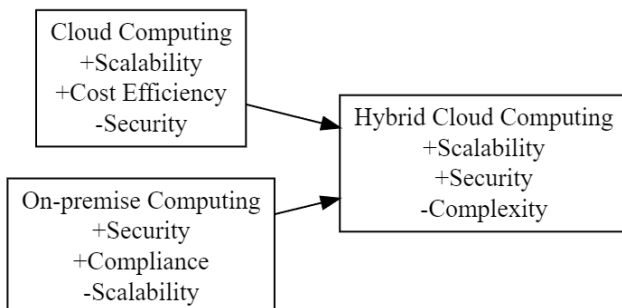 Cloud Computing
+Scalability
+Cost Efficiency
-Security
On-premise Computing
+Security
+Compliance
-Scalability
Hybrid Cloud Computing
+Scalability
+Security
-Complexity